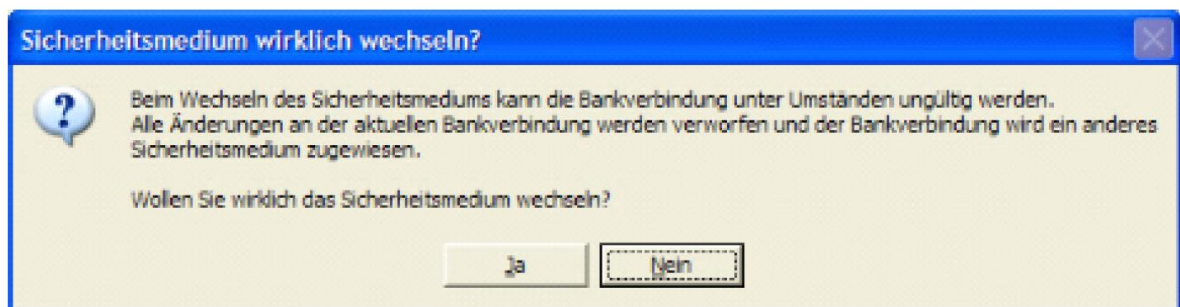 Sicherheitsmedium wirklich wechseln?
Beim Wechseln des Sicherheitsmediums kann die Bankverbindung unter Umständen ungültig werden.
Alle Änderungen an der aktuellen Bankverbindung werden verworfen und der Bankverbindung wird ein anderes
Sicherheitsmedium zugewiesen.
Wollen Sie wirklich das Sicherheitsmedium wechseln?
Ja Nein